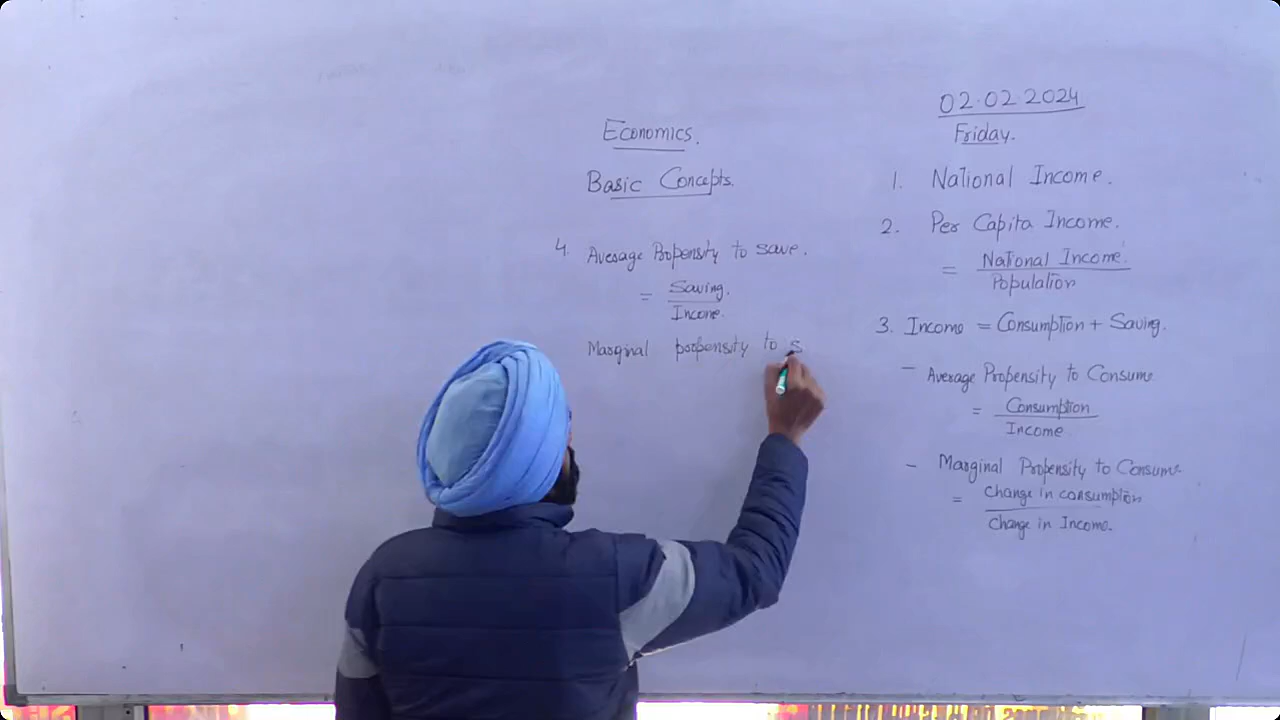 02.02.2024
Friday.
1. National Income.
2. Per Capita Income.
= National Income
Population
3. Income = Consumption + Saving.
- Average Propensity to Consume
= Consumption
Income
- Marginal Propensity to Consume
= change in consumption
change in Income.
Economics.
Basic Concepts.
4. Average Propensity to save.
= Saving.
Income.
Marginal propensity to s